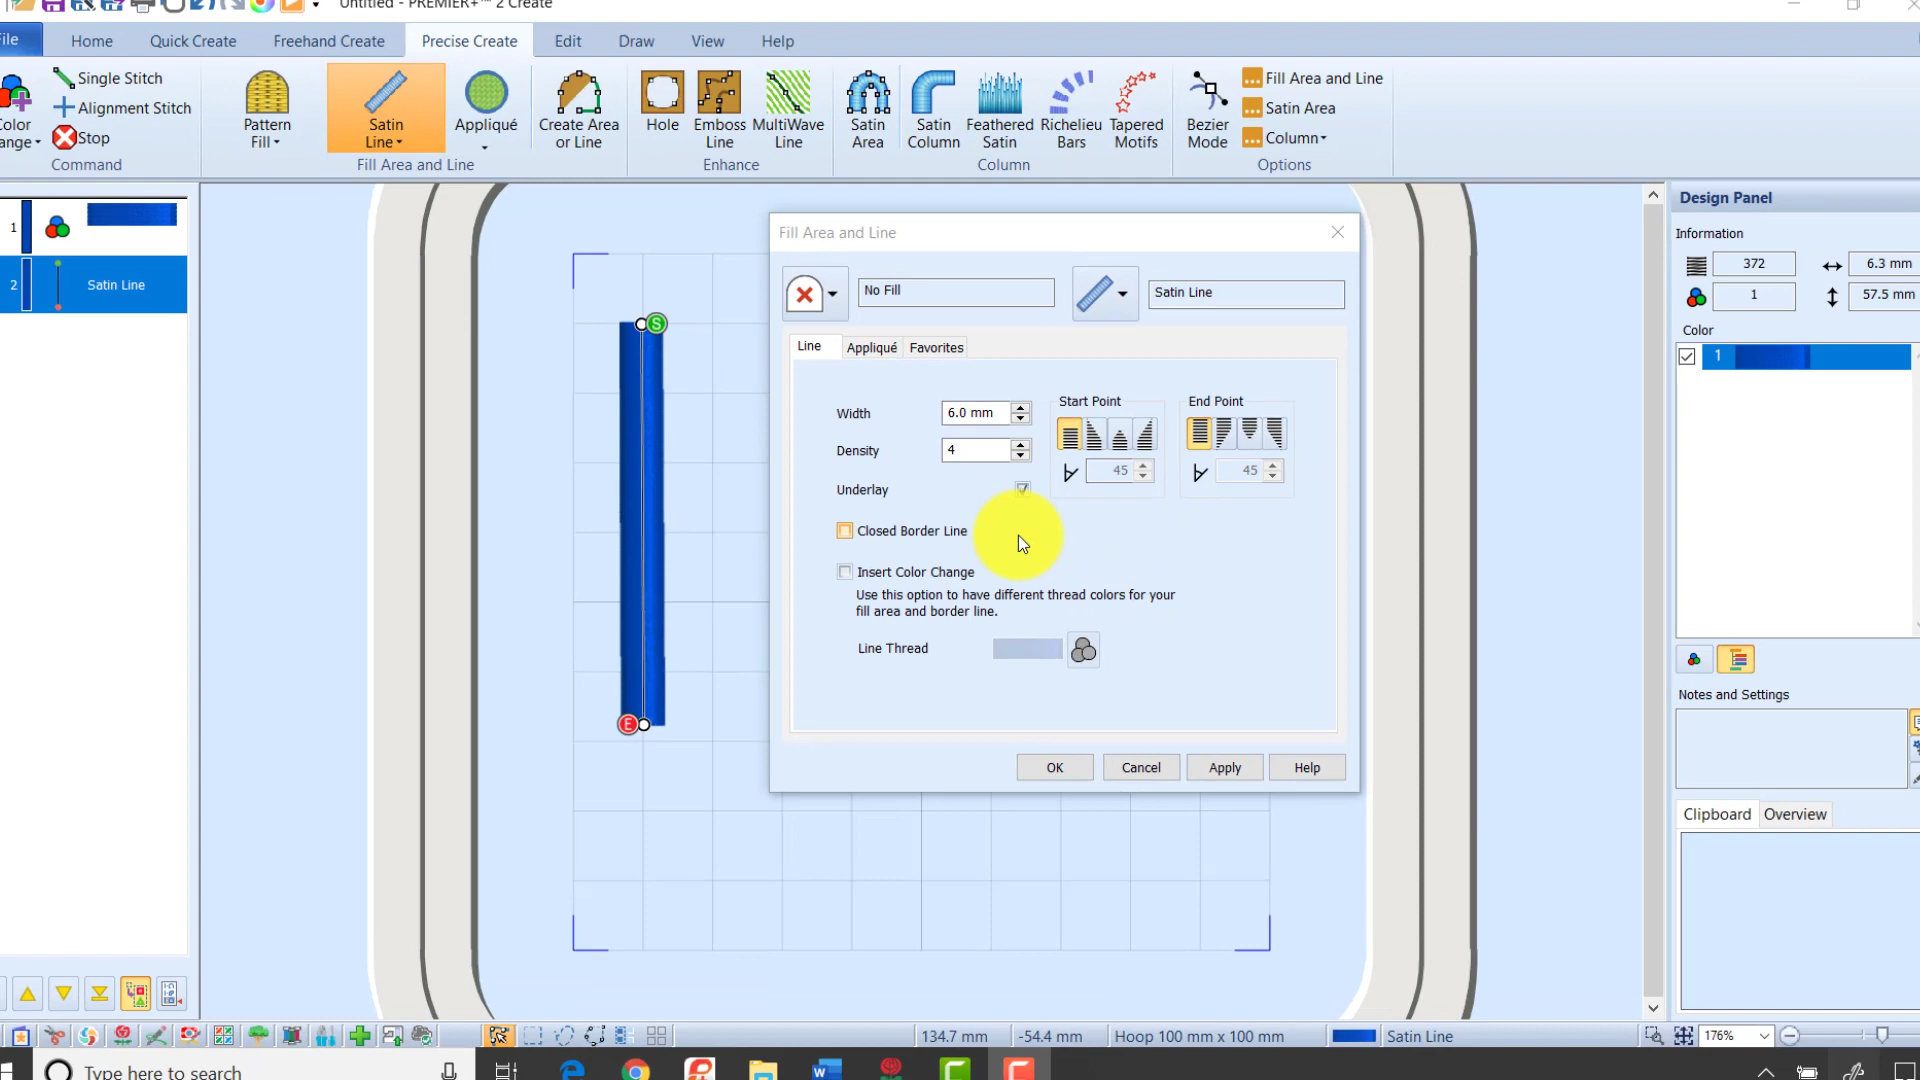 Untitled - PREMIER+™ 2 Create
File
Home
Quick Create
Freehand Create
Precise Create
Edit
Draw
View
Help
Color
Single Stitch
Alignment Stitch
Stop
Command
Pattern
Fill
Satin
Line
Appliqué
Fill Area and Line
Create Area
or Line
Hole
Emboss
Line
MultiWave
Line
Enhance
Satin
Area
Satin
Column
Feathered
Satin
Richelieu
Bars
Tapered
Motifs
Column
Bezier
Mode
Fill Area and Line
Satin Area
Column
Options
1
2
Satin Line
S
E
Fill Area and Line
No Fill
Satin Line
Line
Appliqué
Favorites
Width
6.0 mm
Density
4
Underlay
Start Point
45
End Point
45
Closed Border Line
Insert Color Change
Use this option to have different thread colors for your
fill area and border line.
Line Thread
OK
Cancel
Apply
Help
Design Panel
Information
372
6.3 mm
1
57.5 mm
Color
1
Notes and Settings
Clipboard
Overview
134.7 mm
-54.4 mm
Hoop 100 mm x 100 mm
Satin Line
176%
Type here to search